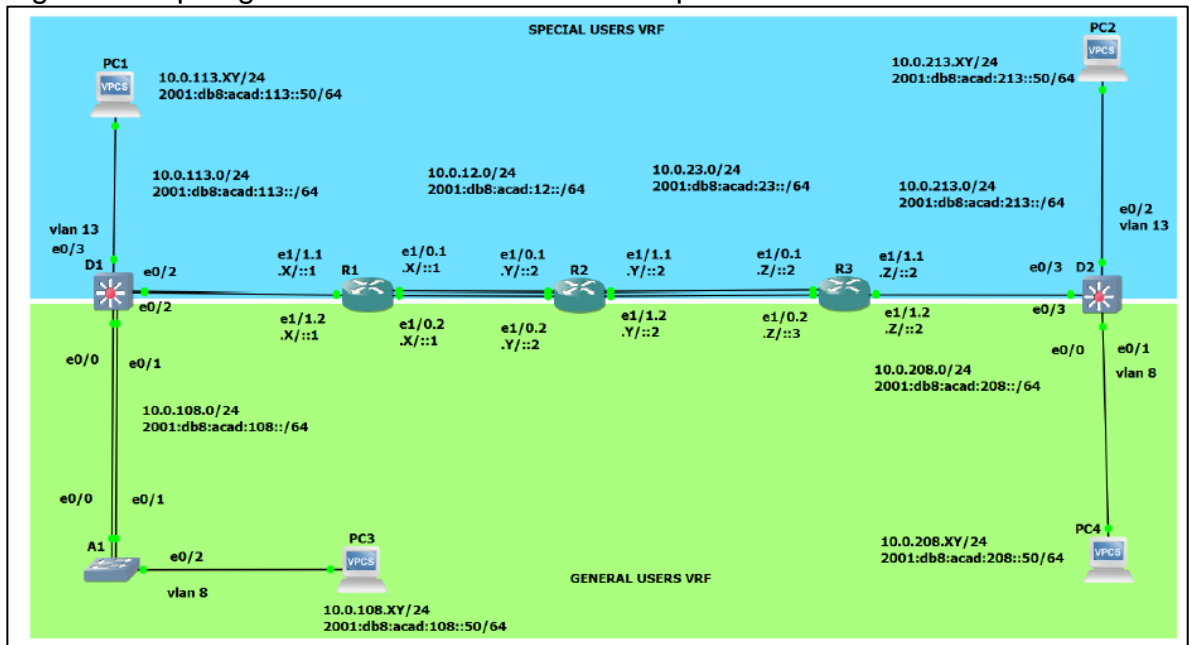 SPECIAL USERS VRF
PC1
VPCS
10.0.113.XY/24
2001:db8:acad:113::50/64
PC2
VPCS
10.0.213.XY/24
2001:db8:acad:213::50/64
10.0.113.0/24
2001:db8:acad:113::/64
10.0.12.0/24
2001:db8:acad:12::/64
10.0.23.0/24
2001:db8:acad:23::/64
10.0.213.0/24
2001:db8:acad:213::/64
e0/2
vlan 13
vlan 13
e0/3
D1
e0/2
e0/2
e1/1.1
.X/::1
R1
e1/0.1
.X/::1
e0/0.1
.Y/::2
R2
e1/1.1
.Y/::2
e1/0.1
.Z/::2
R3
e1/1.1
.Z/::2
e0/3
D2
e0/3
e1/1.2
.X/::1
e1/0.2
.X/::1
e0/0.2
.Y/::2
e1/1.2
.Y/::2
e1/0.2
.Z/::3
e1/1.2
.Z/::2
e0/0
e0/1
e0/0
e0/1
vlan 8
10.0.208.0/24
2001:db8:acad:208::/64
10.0.108.0/24
2001:db8:acad:108::/64
e0/0
e0/1
A1
e0/2
vlan 8
PC3
VPCS
10.0.108.XY/24
2001:db8:acad:108::50/64
GENERAL USERS VRF
10.0.208.XY/24
2001:db8:acad:208::50/64
PC4
VPCS